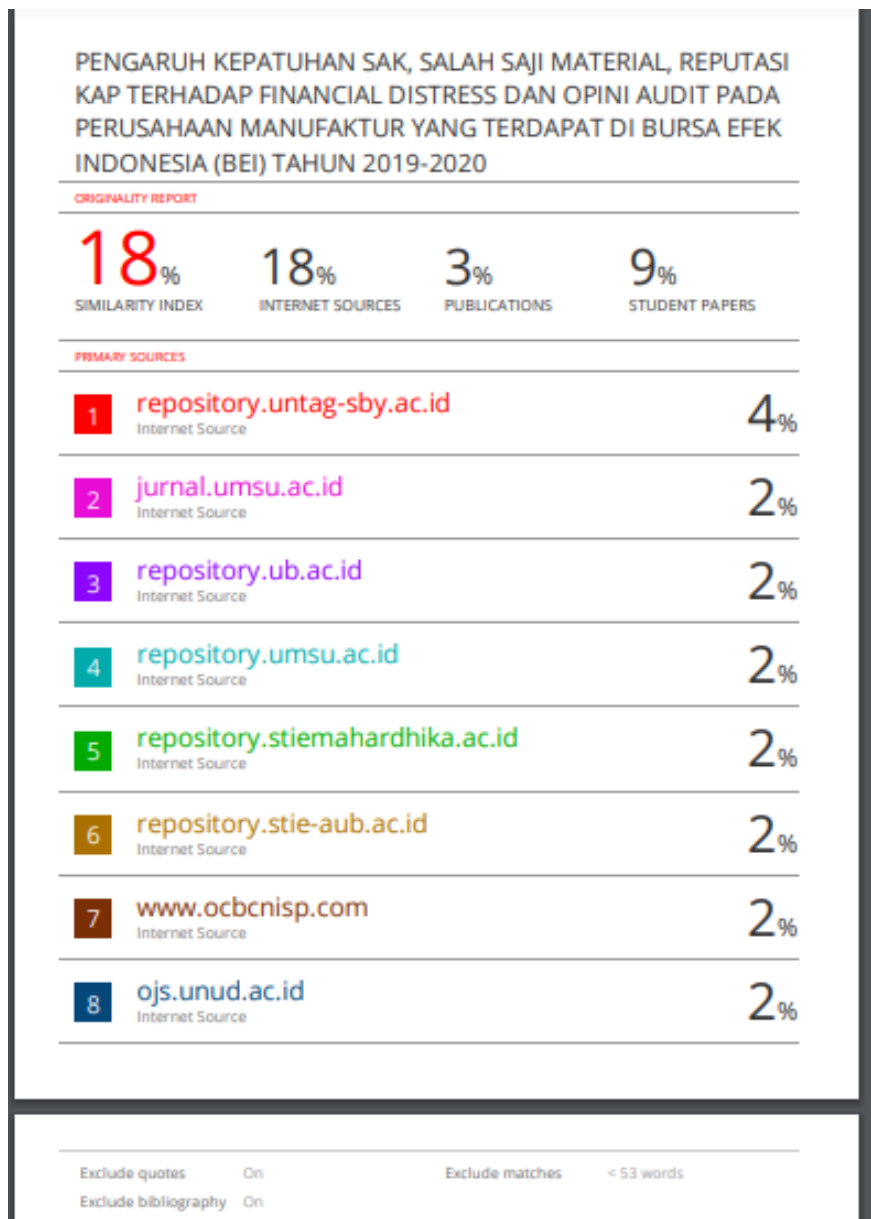 PENGARUH KEPATUHAN SAK, SALAH SAJI MATERIAL, REPUTASI
KAP TERHADAP FINANCIAL DISTRESS DAN OPINI AUDIT PADA
PERUSAHAAN MANUFAKTUR YANG TERDAPAT DI BURSA EFEK
INDONESIA (BEI) TAHUN 2019-2020
ORIGINALITY REPORT
18% 18% 3% 9%
SIMILARITY INDEX INTERNET SOURCES PUBLICATIONS STUDENT PAPERS
PRIMARY SOURCES
1 repository.untag-sby.ac.id 4%
Internet Source
2 jurnal.umsu.ac.id 2%
Internet Source
3 repository.ub.ac.id 2%
Internet Source
4 repository.umsu.ac.id 2%
Internet Source
5 repository.stiemahardhika.ac.id 2%
Internet Source
6 repository.stie-aub.ac.id 2%
Internet Source
7 www.ocbcnisp.com 2%
Internet Source
8 ojs.unud.ac.id 2%
Internet Source
Exclude quotes On Exclude matches < 53 words
Exclude bibliography On